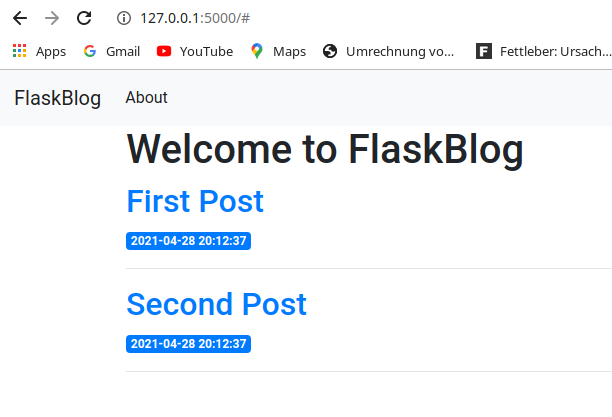 127.0.0.1:5000/#
Apps Gmail YouTube Maps Umrechnung vo... Fettleber: Ursach...
FlaskBlog About
Welcome to FlaskBlog
First Post
2021-04-28 20:12:37
Second Post
2021-04-28 20:12:37